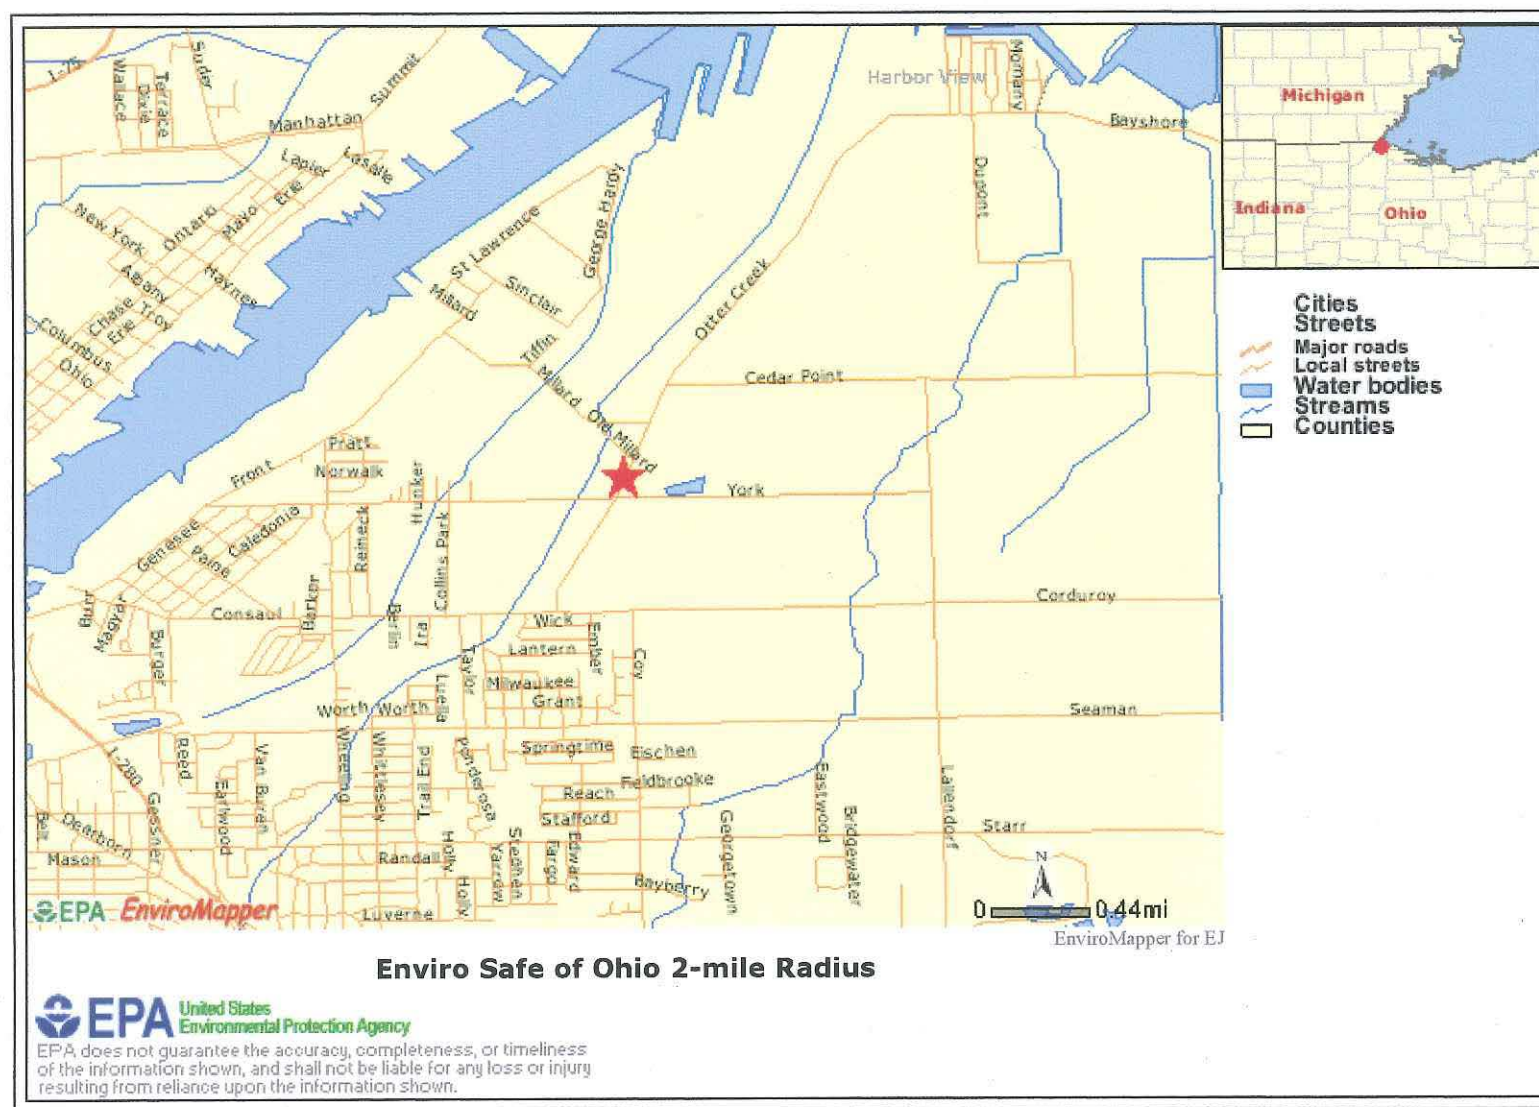 I-75
Wallace
Dixie
Terrace
Suder
Summit
Manhattan
Lapier
Lasalle
Erie
New York
Ontario
Mayo
Albany
Haynes
Chase
Troy
Erie
Columbus
Ohio
St Lawrence
George Hardy
Sinclair
Millard
Tiffin
Millard
Old Millard
Otter Creek
Harbor View
Momany
Bayshore
Dupont
Cedar Point
Front
Pratt
Norwalk
Hunker
York
Genesee
Paine
Caledonia
Reineck
Collins Park
Barker
Consaul
Burr
Magyar
Burger
Berlin
Ira
Wick
Ember
Coy
Lantern
Taylor
Milwaukee
Grant
Luella
Worth
Worth
Corduroy
Seaman
I-280
Reed
Gessner
Earlwood
Van Buren
Wheeling
Whittlesey
Trail End
Ponderosa
Springtime
Eischen
Fieldbrooke
Reach
Stafford
Eastwood
Bridgewater
Georgetown
Lallendorf
Starr
Dearborn
Mason
Randall
Holly
Holly
Yarrow
Stephen
Fargo
Edward
Bayberry
Luverne
N
0
0.44mi
EPA EnviroMapper
EnviroMapper for EJ
Michigan
Indiana
Ohio
Cities
Streets
Major roads
Local streets
Water bodies
Streams
Counties
Enviro Safe of Ohio 2-mile Radius
EPA United States
Environmental Protection Agency
EPA does not guarantee the accuracy, completeness, or timeliness
of the information shown, and shall not be liable for any loss or injury
resulting from reliance upon the information shown.